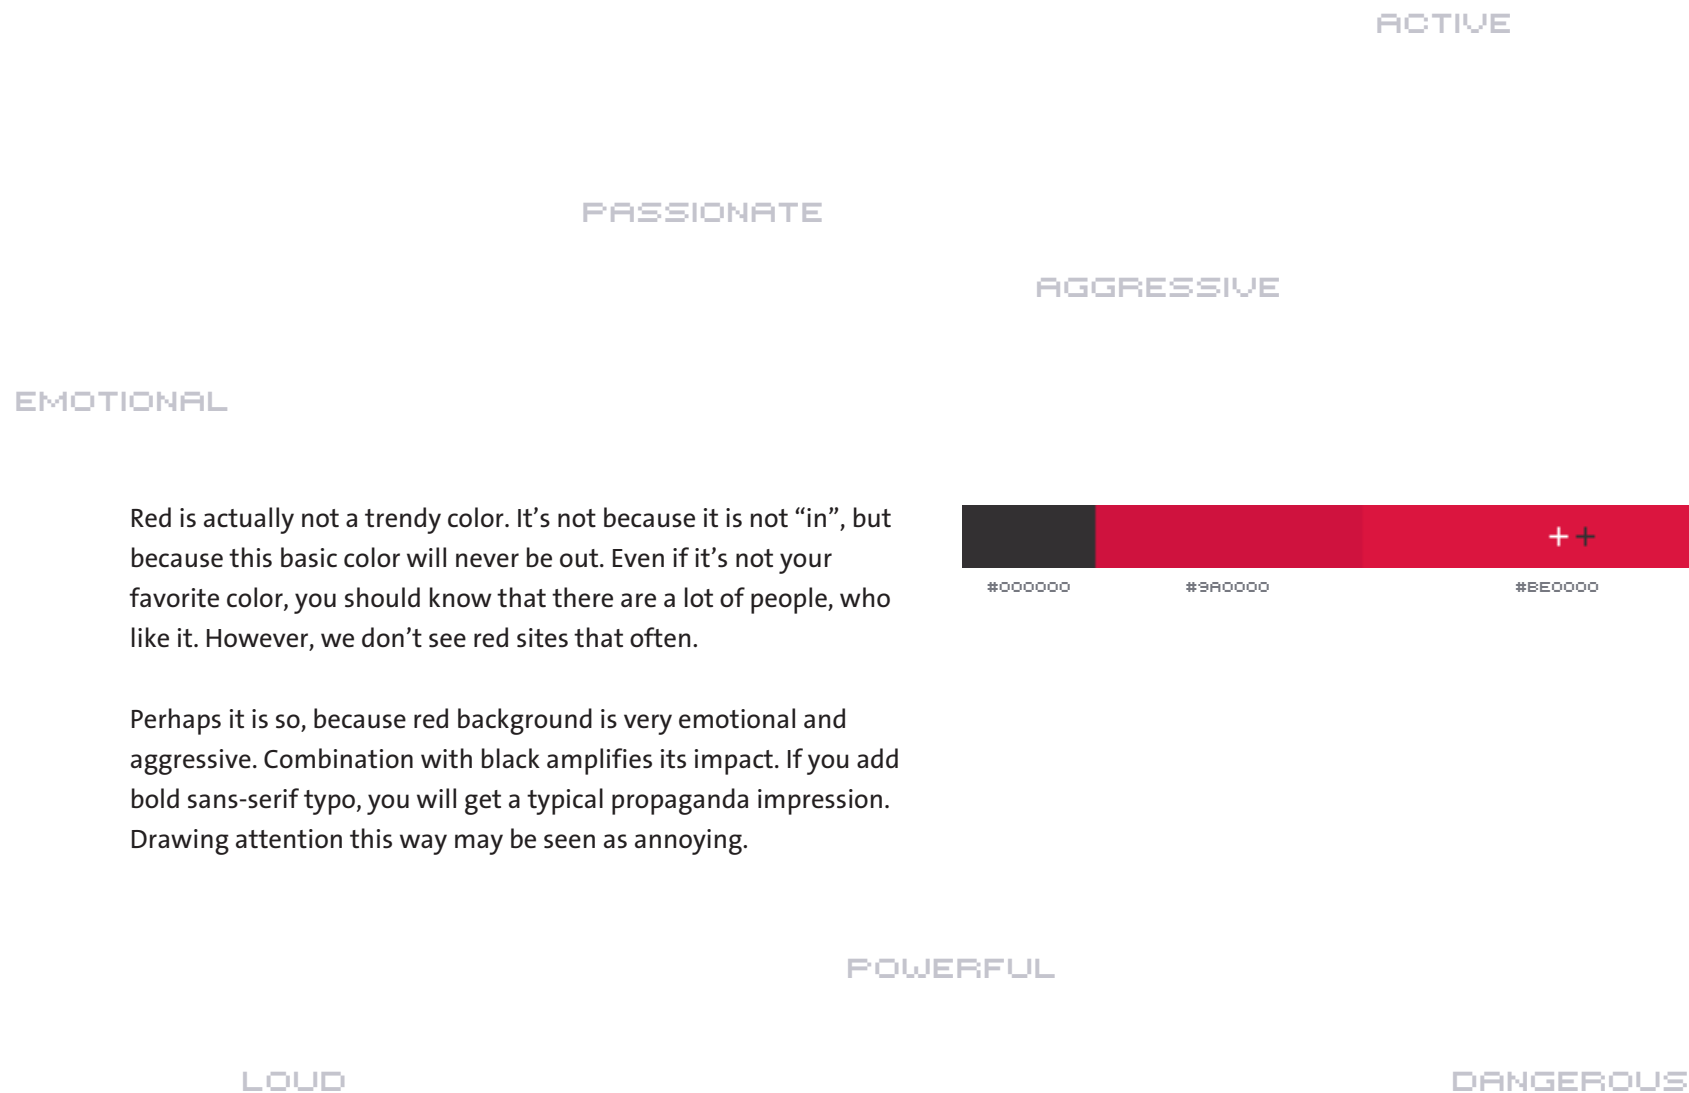 ACTIVE
PASSIONATE
AGGRESSIVE
EMOTIONAL
Red is actually not a trendy color. It’s not because it is not “in”, but
because this basic color will never be out. Even if it’s not your
favorite color, you should know that there are a lot of people, who
like it. However, we don’t see red sites that often.
#000000 #9A0000 #BE0000
Perhaps it is so, because red background is very emotional and
aggressive. Combination with black amplifies its impact. If you add
bold sans-serif typo, you will get a typical propaganda impression.
Drawing attention this way may be seen as annoying.
POWERFUL
LOUD
DANGEROUS